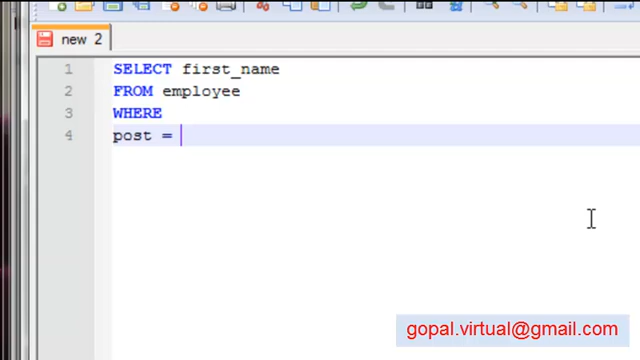 new 2
1 SELECT first_name
2 FROM employee
3 WHERE
4 post =
gopal.virtual@gmail.com